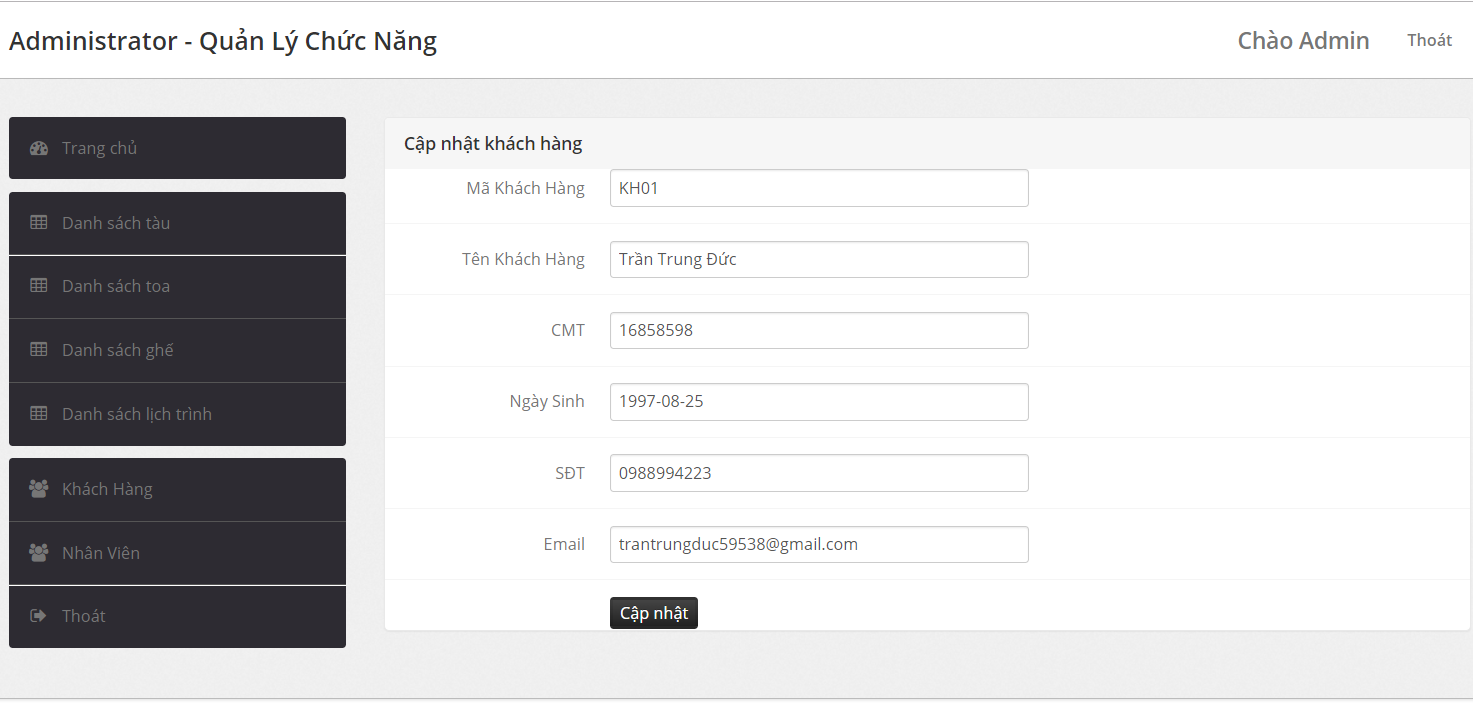 Administrator - Quản Lý Chức Năng
Chào Admin
Thoát
Trang chủ
Danh sách tàu
Danh sách toa
Danh sách ghế
Danh sách lịch trình
Khách Hàng
Nhân Viên
Thoát
Cập nhật khách hàng
Mã Khách Hàng KH01
Tên Khách Hàng Trần Trung Đức
CMT 16858598
Ngày Sinh 1997-08-25
SĐT 0988994223
Email trantrungduc59538@gmail.com
Cập nhật